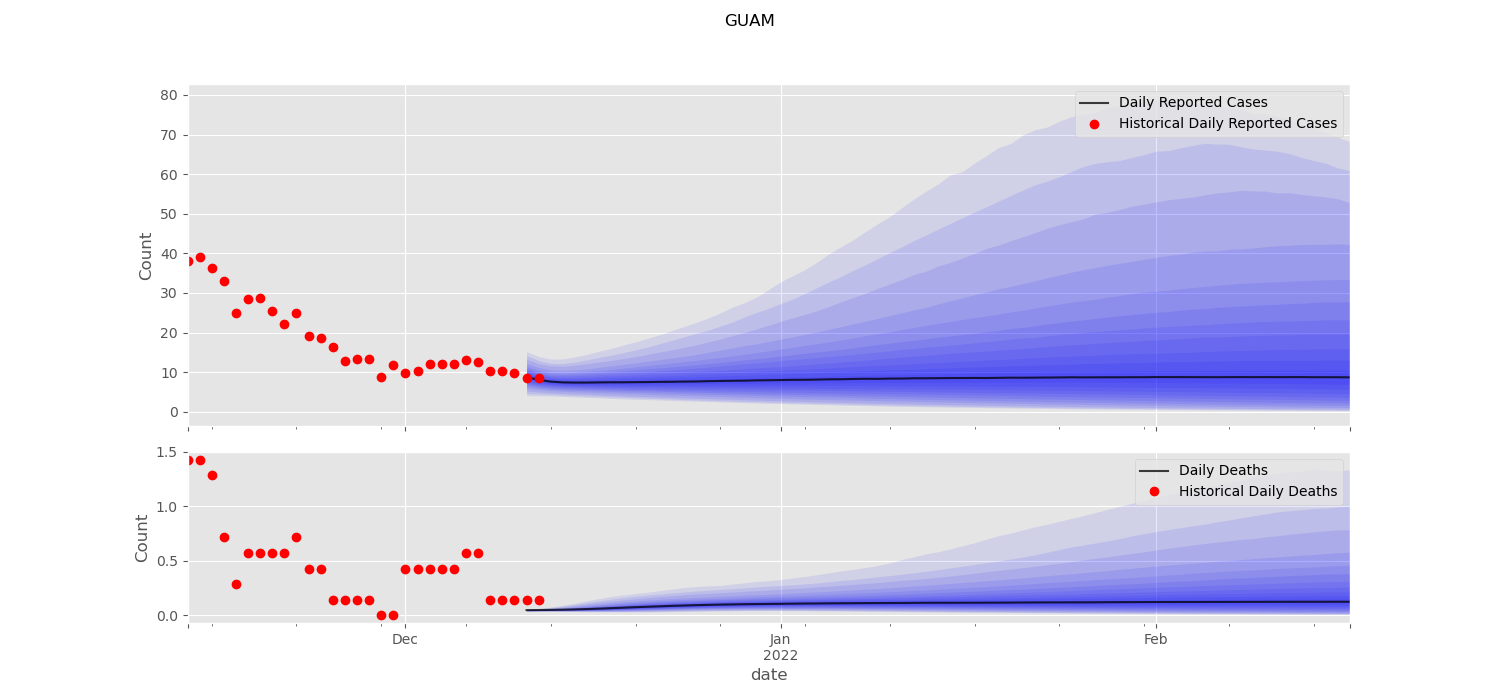 GUAM
80
70
60
50
40
30
20
10
0
Count
Daily Reported Cases
Historical Daily Reported Cases
1.5
1.0
0.5
0.0
Count
Daily Deaths
Historical Daily Deaths
Dec
Jan
2022
Feb
date